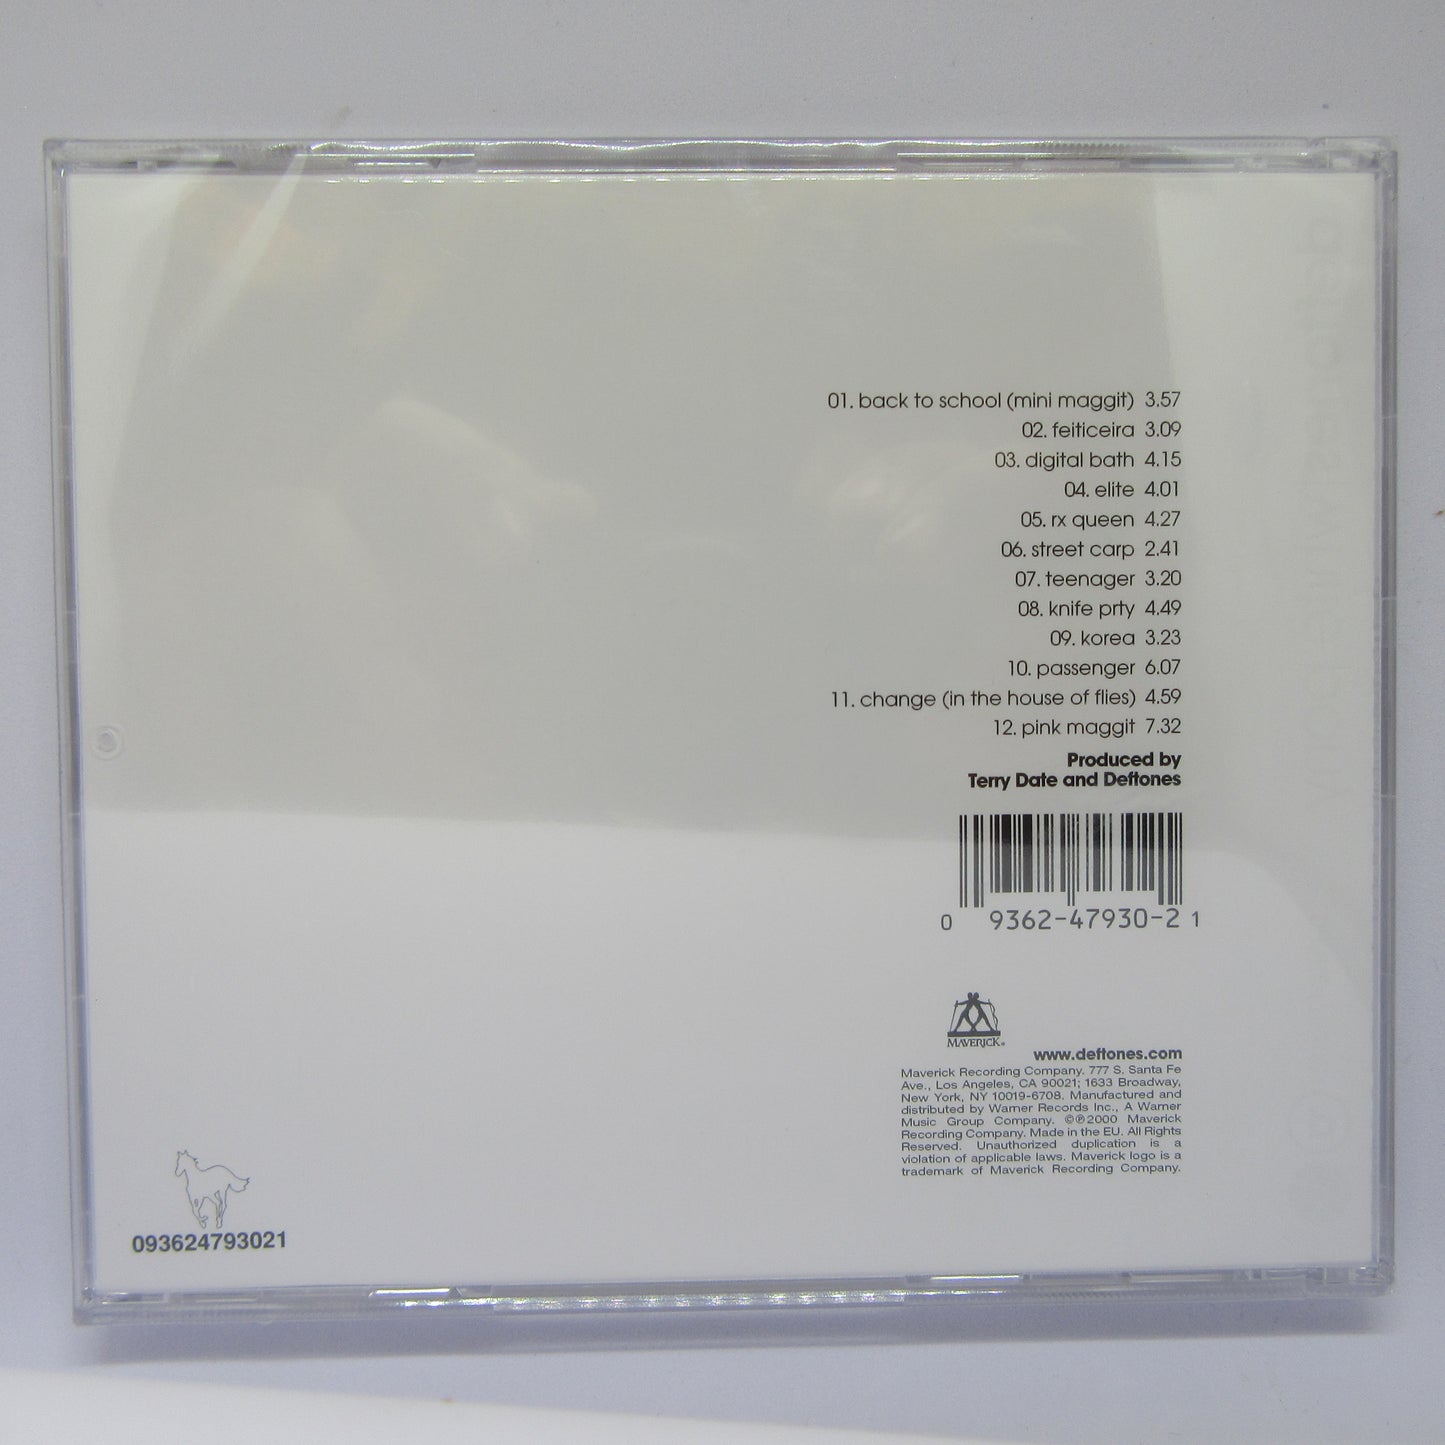 01. back to school (mini maggit) 3.57
02. feiticeira 3.09
03. digital bath 4.15
04. elite 4.01
05. rx queen 4.27
06. street carp 2.41
07. teenager 3.20
08. knife prty 4.49
09. korea 3.23
10. passenger 6.07
11. change (in the house of flies) 4.59
12. pink maggit 7.32
Produced by
Terry Date and Deftones
0 9362-47930-2 1
MAVERICK
www.deftones.com
Maverick Recording Company. 777 S. Santa Fe
Ave., Los Angeles, CA 90021; 1633 Broadway,
New York, NY 10019-6708. Manufactured and
distributed by Warner Records Inc., A Warner
Music Group Company. ©℗2000 Maverick
Recording Company. Made in the EU. All Rights
Reserved. Unauthorized duplication is a
violation of applicable laws. Maverick logo is a
trademark of Maverick Recording Company.
093624793021